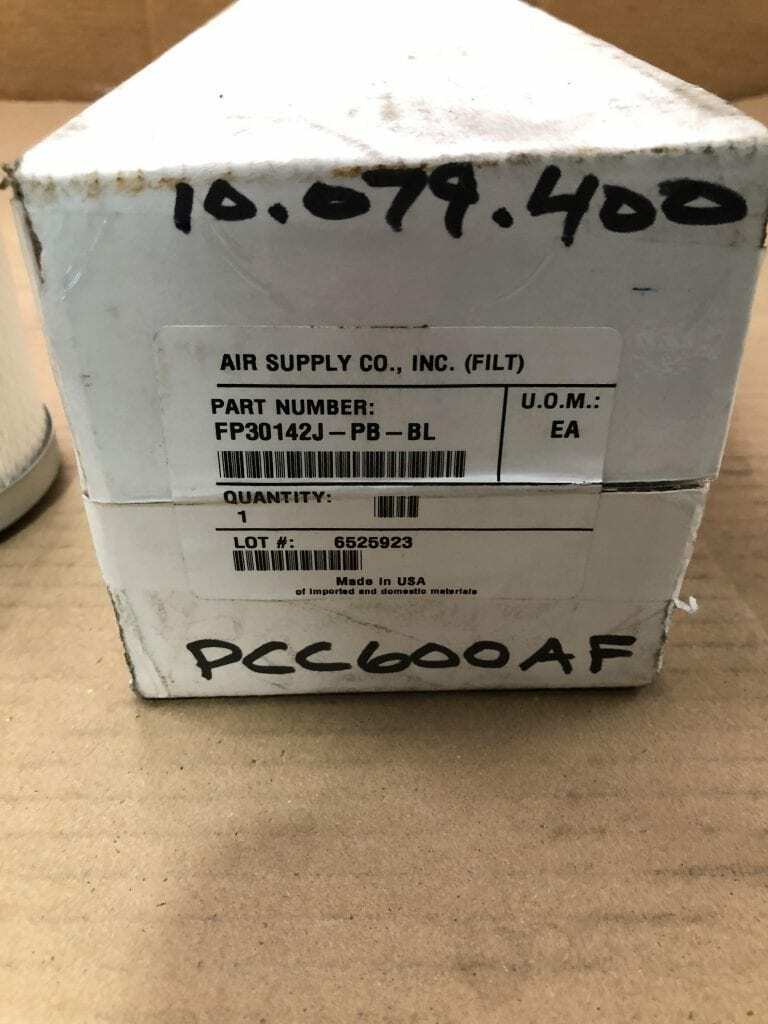 10.079.400
AIR SUPPLY CO., INC. (FILT)
PART NUMBER:
FP30142J-PB-BL
U.O.M.:
EA
QUANTITY:
1
LOT #: 6525923
Made in USA
of imported and domestic materials
PCC600AF